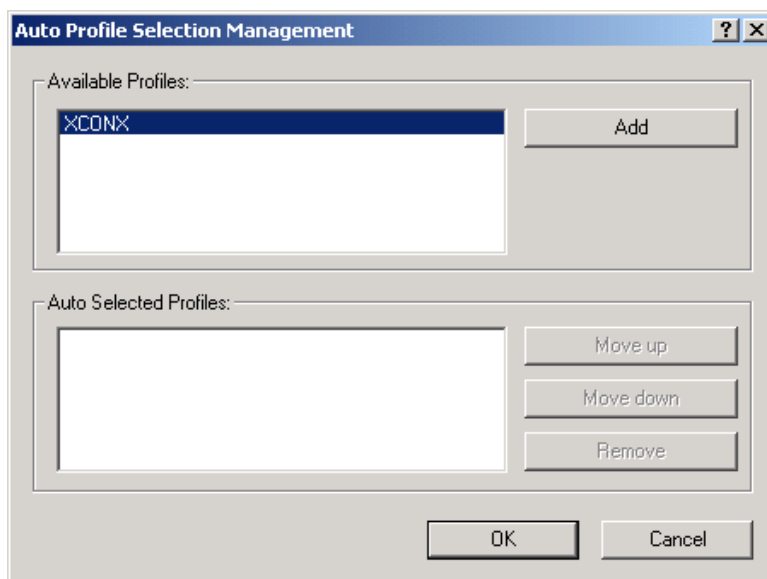 Auto Profile Selection Management
Available Profiles:
XCONX
Add
Auto Selected Profiles:
Move up
Move down
Remove
OK
Cancel